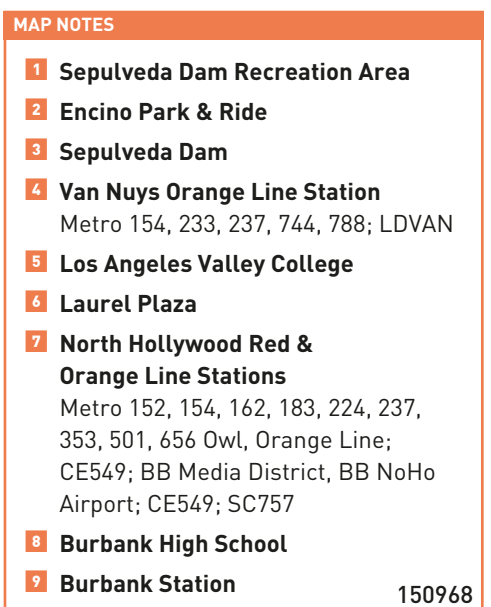 MAP NOTES
1 Sepulveda Dam Recreation Area
2 Encino Park & Ride
3 Sepulveda Dam
4 Van Nuys Orange Line Station
Metro 154, 233, 237, 744, 788; LDVAN
5 Los Angeles Valley College
6 Laurel Plaza
7 North Hollywood Red &
Orange Line Stations
Metro 152, 154, 162, 183, 224, 237,
353, 501, 656 Owl, Orange Line;
CE549; BB Media District, BB NoHo
Airport; CE549; SC757
8 Burbank High School
9 Burbank Station
150968